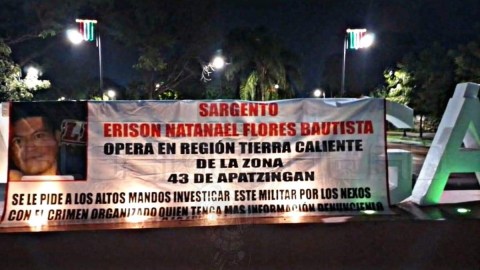 SARGENTO
ERISON NATANAEL FLORES BAUTISTA
OPERA EN REGIÓN TIERRA CALIENTE
DE LA ZONA
43 DE APATZINGAN
SE LE PIDE A LOS ALTOS MANDOS INVESTIGAR ESTE MILITAR POR LOS NEXOS
CON EL CRIMEN ORGANIZADO QUIEN TENGA MAS INFORMACIÓN DENUNCIENLO